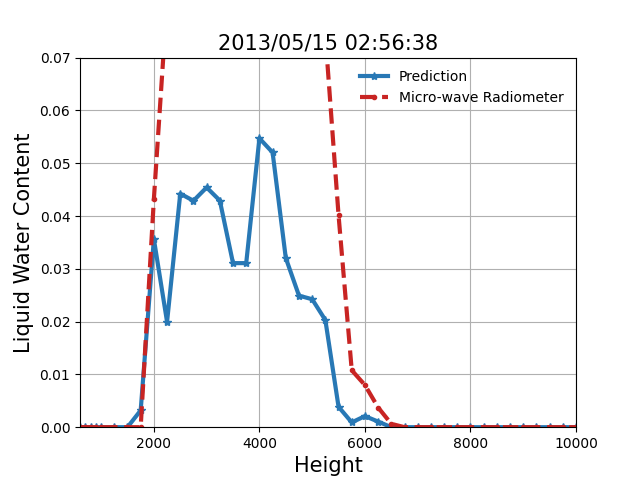 2013/05/15 02:56:38
Prediction
Micro-wave Radiometer
Liquid Water Content
0.07
0.06
0.05
0.04
0.03
0.02
0.01
0.00
2000 4000 6000 8000 10000
Height